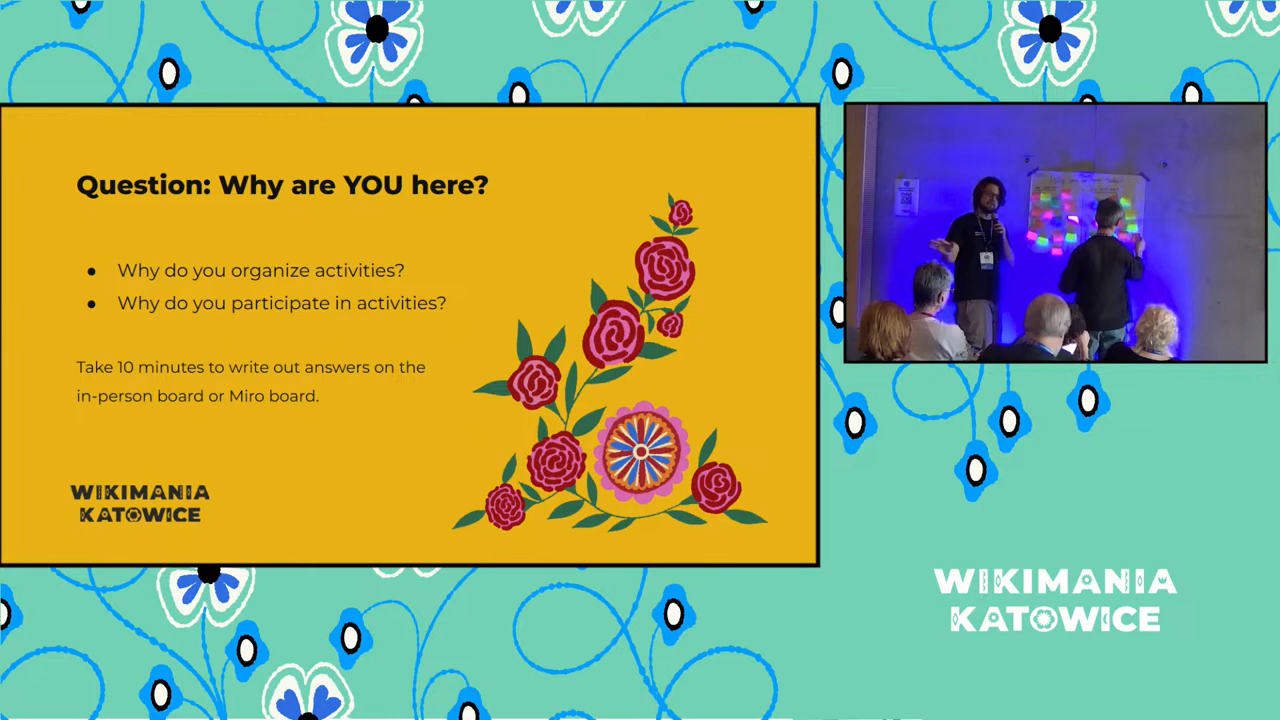 Question: Why are YOU here?
● Why do you organize activities?
● Why do you participate in activities?
Take 10 minutes to write out answers on the
in-person board or Miro board.
WIKIMANIA
KATOWICE
WIKIMANIA
KATOWICE